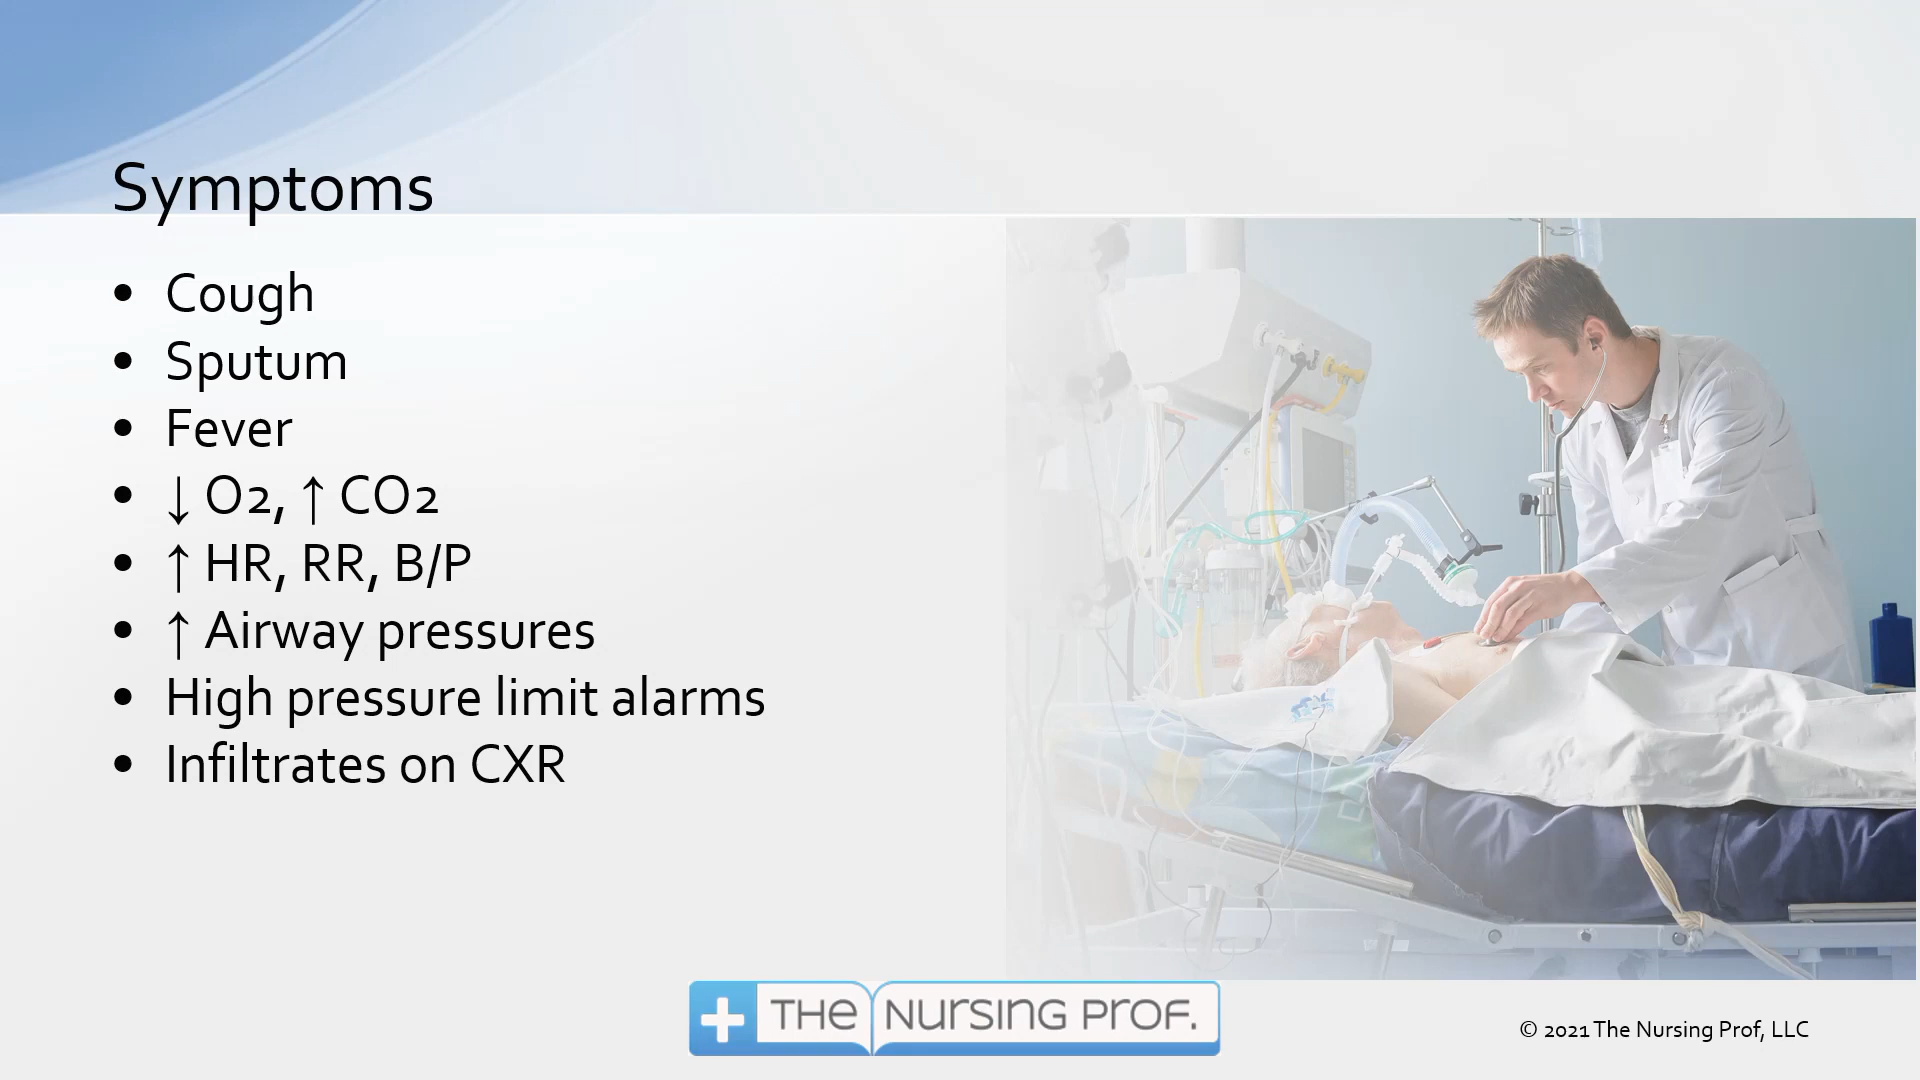 Symptoms
• Cough
• Sputum
• Fever
• ↓ O2, ↑ CO2
• ↑ HR, RR, B/P
• ↑ Airway pressures
• High pressure limit alarms
• Infiltrates on CXR
THE NURSING PROF.
© 2021 The Nursing Prof, LLC